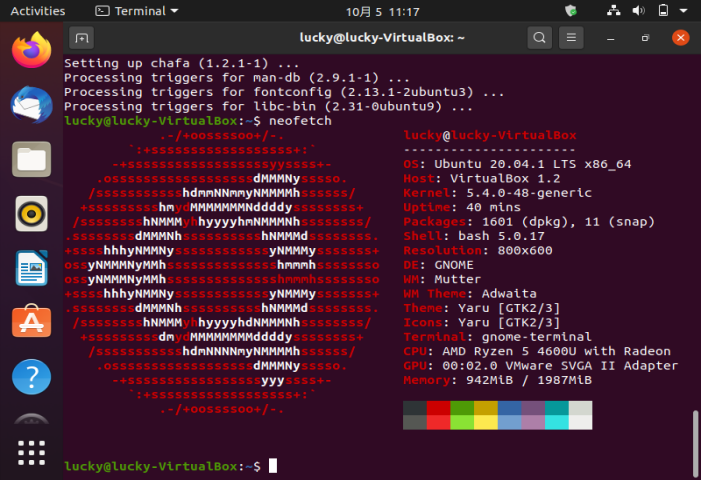 Activities
Terminal
10月 5 11:17
lucky@lucky-VirtualBox: ~
Setting up chafa (1.2.1-1) ...
Processing triggers for man-db (2.9.1-1) ...
Processing triggers for fontconfig (2.13.1-2ubuntu3) ...
Processing triggers for libc-bin (2.31-0ubuntu9) ...
lucky@lucky-VirtualBox:~$ neofetch
.-/+oossssoo+/-. lucky@lucky-VirtualBox
`:+ssssssssssssssssss+:` ----------------------
-+ssssssssssssssssssyyssss+- OS: Ubuntu 20.04.1 LTS x86_64
.ossssssssssssssssssdMMMNysssso. Host: VirtualBox 1.2
/ssssssssssshdmmNNmmyNMMMMhssssss/ Kernel: 5.4.0-48-generic
+ssssssssshmydMMMMMMMNddddyssssssss+ Uptime: 40 mins
/sssssssshNMMMyhhyyyyhmNMMMNhssssssss/ Packages: 1601 (dpkg), 11 (snap)
.ssssssssdMMMNhsssssssssshNMMMdssssssss. Shell: bash 5.0.17
+sssshhhyNMMNyssssssssssssyNMMMysssssss+ Resolution: 800x600
ossyNMMMNyMMhsssssssssssssshmmmhssssssso DE: GNOME
ossyNMMMNyMMhsssssssssssssshmmmhssssssso WM: Mutter
+sssshhhyNMMNyssssssssssssyNMMMysssssss+ WM Theme: Adwaita
.ssssssssdMMMNhsssssssssshNMMMdssssssss. Theme: Yaru [GTK2/3]
/sssssssshNMMMyhhyyyyhdNMMMNhssssssss/ Icons: Yaru [GTK2/3]
+sssssssssdmydMMMMMMMMddddyssssssss+ Terminal: gnome-terminal
/ssssssssssshdmNNNNmyNMMMMhssssss/ CPU: AMD Ryzen 5 4600U with Radeon
.ossssssssssssssssssdMMMNysssso. GPU: 00:02.0 VMware SVGA II Adapter
-+sssssssssssssssssyyyssss+- Memory: 942MiB / 1987MiB
`:+ssssssssssssssssss+:`
.-/+oossssoo+/-.
lucky@lucky-VirtualBox:~$